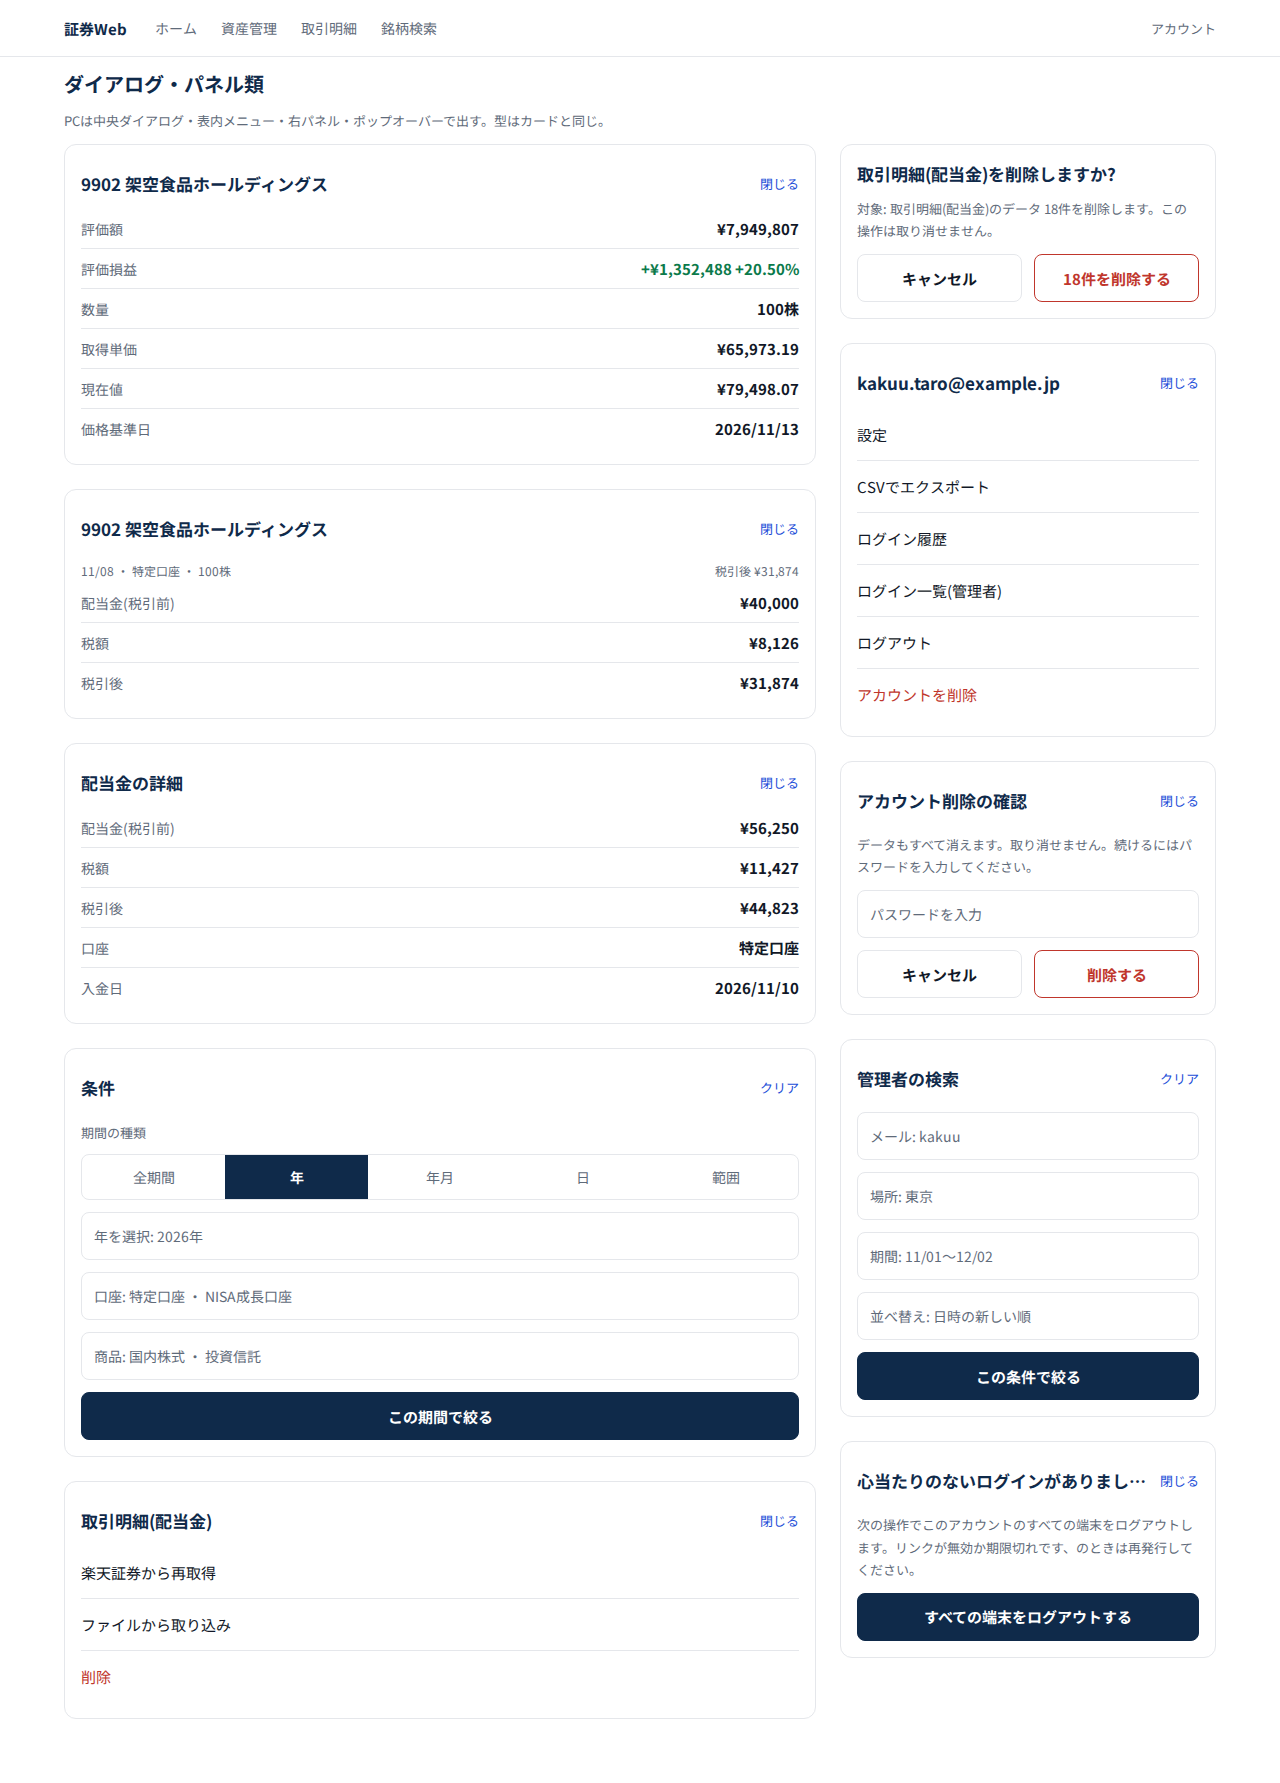 証券Web ホーム 資産管理 取引明細 銘柄検索 アカウント
ダイアログ・パネル類
PCは中央ダイアログ・表内メニュー・右パネル・ポップオーバーで出す。型はカードと同じ。
9902 架空食品ホールディングス 閉じる
評価額 ¥7,949,807
評価損益 +¥1,352,488 +20.50%
数量 100株
取得単価 ¥65,973.19
現在値 ¥79,498.07
価格基準日 2026/11/13
9902 架空食品ホールディングス 閉じる
11/08 ・ 特定口座 ・ 100株 税引後 ¥31,874
配当金(税引前) ¥40,000
税額 ¥8,126
税引後 ¥31,874
配当金の詳細 閉じる
配当金(税引前) ¥56,250
税額 ¥11,427
税引後 ¥44,823
口座 特定口座
入金日 2026/11/10
条件 クリア
期間の種類
全期間 年 年月 日 範囲
年を選択: 2026年
口座: 特定口座 ・ NISA成長口座
商品: 国内株式 ・ 投資信託
この期間で絞る
取引明細(配当金) 閉じる
楽天証券から再取得
ファイルから取り込み
削除
取引明細(配当金)を削除しますか?
対象: 取引明細(配当金)のデータ 18件を削除します。この
操作は取り消せません。
キャンセル 18件を削除する
kakuu.taro@example.jp 閉じる
設定
CSVでエクスポート
ログイン履歴
ログイン一覧(管理者)
ログアウト
アカウントを削除
アカウント削除の確認 閉じる
データもすべて消えます。取り消せません。続けるにはパ
スワードを入力してください。
パスワードを入力
キャンセル 削除する
管理者の検索 クリア
メール: kakuu
場所: 東京
期間: 11/01〜12/02
並べ替え: 日時の新しい順
この条件で絞る
心当たりのないログインがありまし… 閉じる
次の操作でこのアカウントのすべての端末をログアウトし
ます。リンクが無効か期限切れです、のときは再発行して
ください。
すべての端末をログアウトする